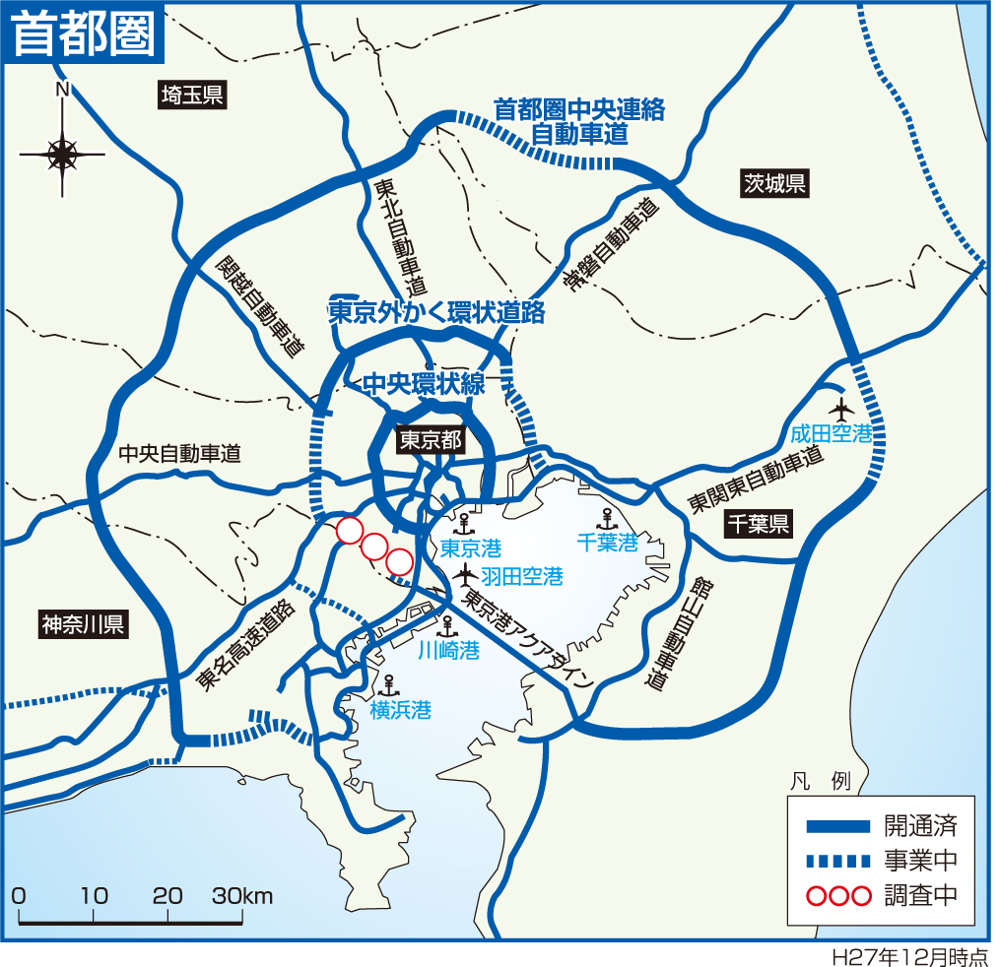 首都圏
N
埼玉県
首都圏中央連絡
自動車道
茨城県
東北自動車道
常磐自動車道
関越自動車道
東京外かく環状道路
中央環状線
東京都
成田空港
中央自動車道
東関東自動車道
千葉県
東京港
千葉港
羽田空港
館山自動車道
東京港アクアライン
神奈川県
東名高速道路
川崎港
横浜港
凡 例
開通済
事業中
調査中
0 10 20 30km
H27年12月時点